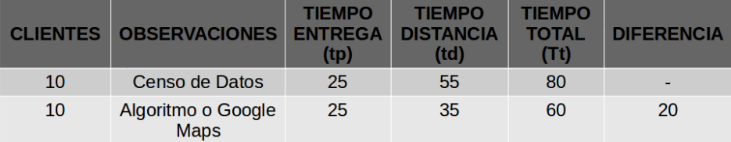 CLIENTES OBSERVACIONES TIEMPO ENTREGA (tp) TIEMPO DISTANCIA (td) TIEMPO TOTAL (Tt) DIFERENCIA
10 Censo de Datos 25 55 80 -
10 Algoritmo o Google Maps 25 35 60 20